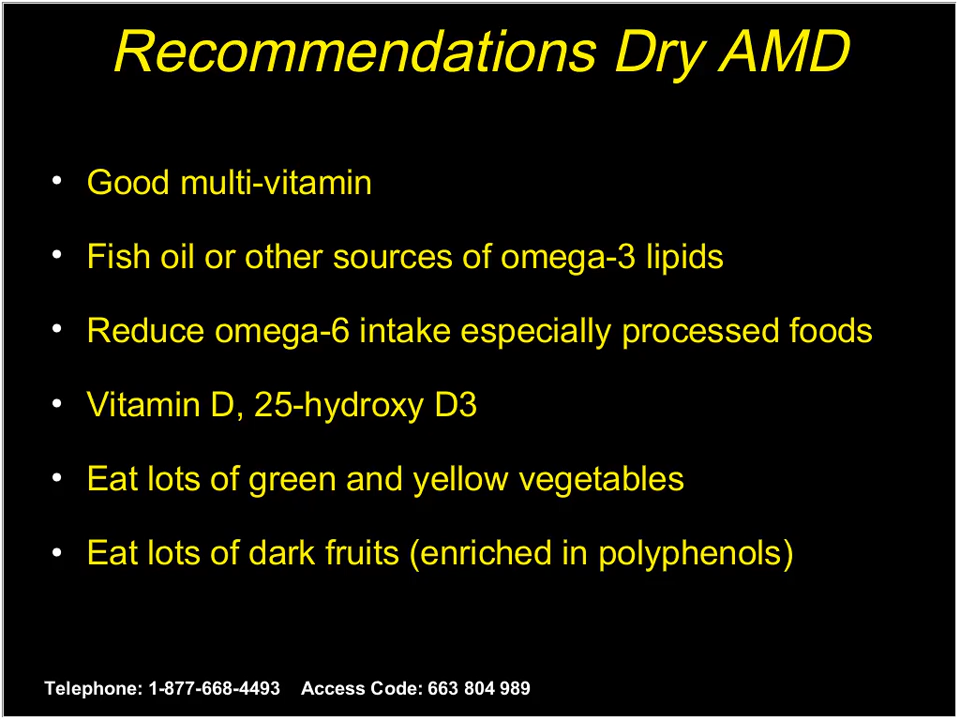 Recommendations Dry AMD
• Good multi-vitamin
• Fish oil or other sources of omega-3 lipids
• Reduce omega-6 intake especially processed foods
• Vitamin D, 25-hydroxy D3
• Eat lots of green and yellow vegetables
• Eat lots of dark fruits (enriched in polyphenols)
Telephone: 1-877-668-4493 Access Code: 663 804 989